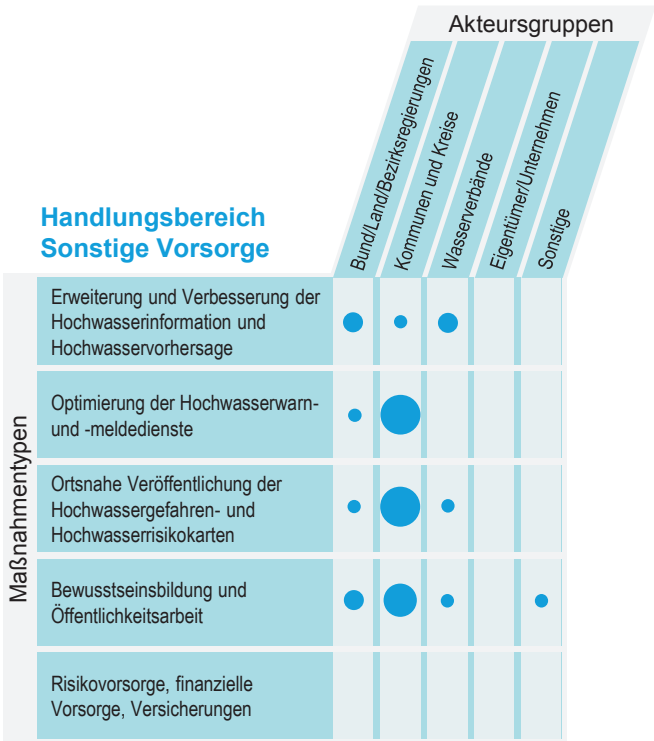 Akteursgruppen
Bund/Land/Bezirksregierungen
Kommunen und Kreise
Wasserverbände
Eigentümer/Unternehmen
Sonstige
Handlungsbereich
Sonstige Vorsorge
Maßnahmentypen
Erweiterung und Verbesserung der
Hochwasserinformation und
Hochwasservorhersage
Optimierung der Hochwasserwarn-
und -meldedienste
Ortsnahe Veröffentlichung der
Hochwassergefahren- und
Hochwasserrisikokarten
Bewusstseinsbildung und
Öffentlichkeitsarbeit
Risikovorsorge, finanzielle
Vorsorge, Versicherungen